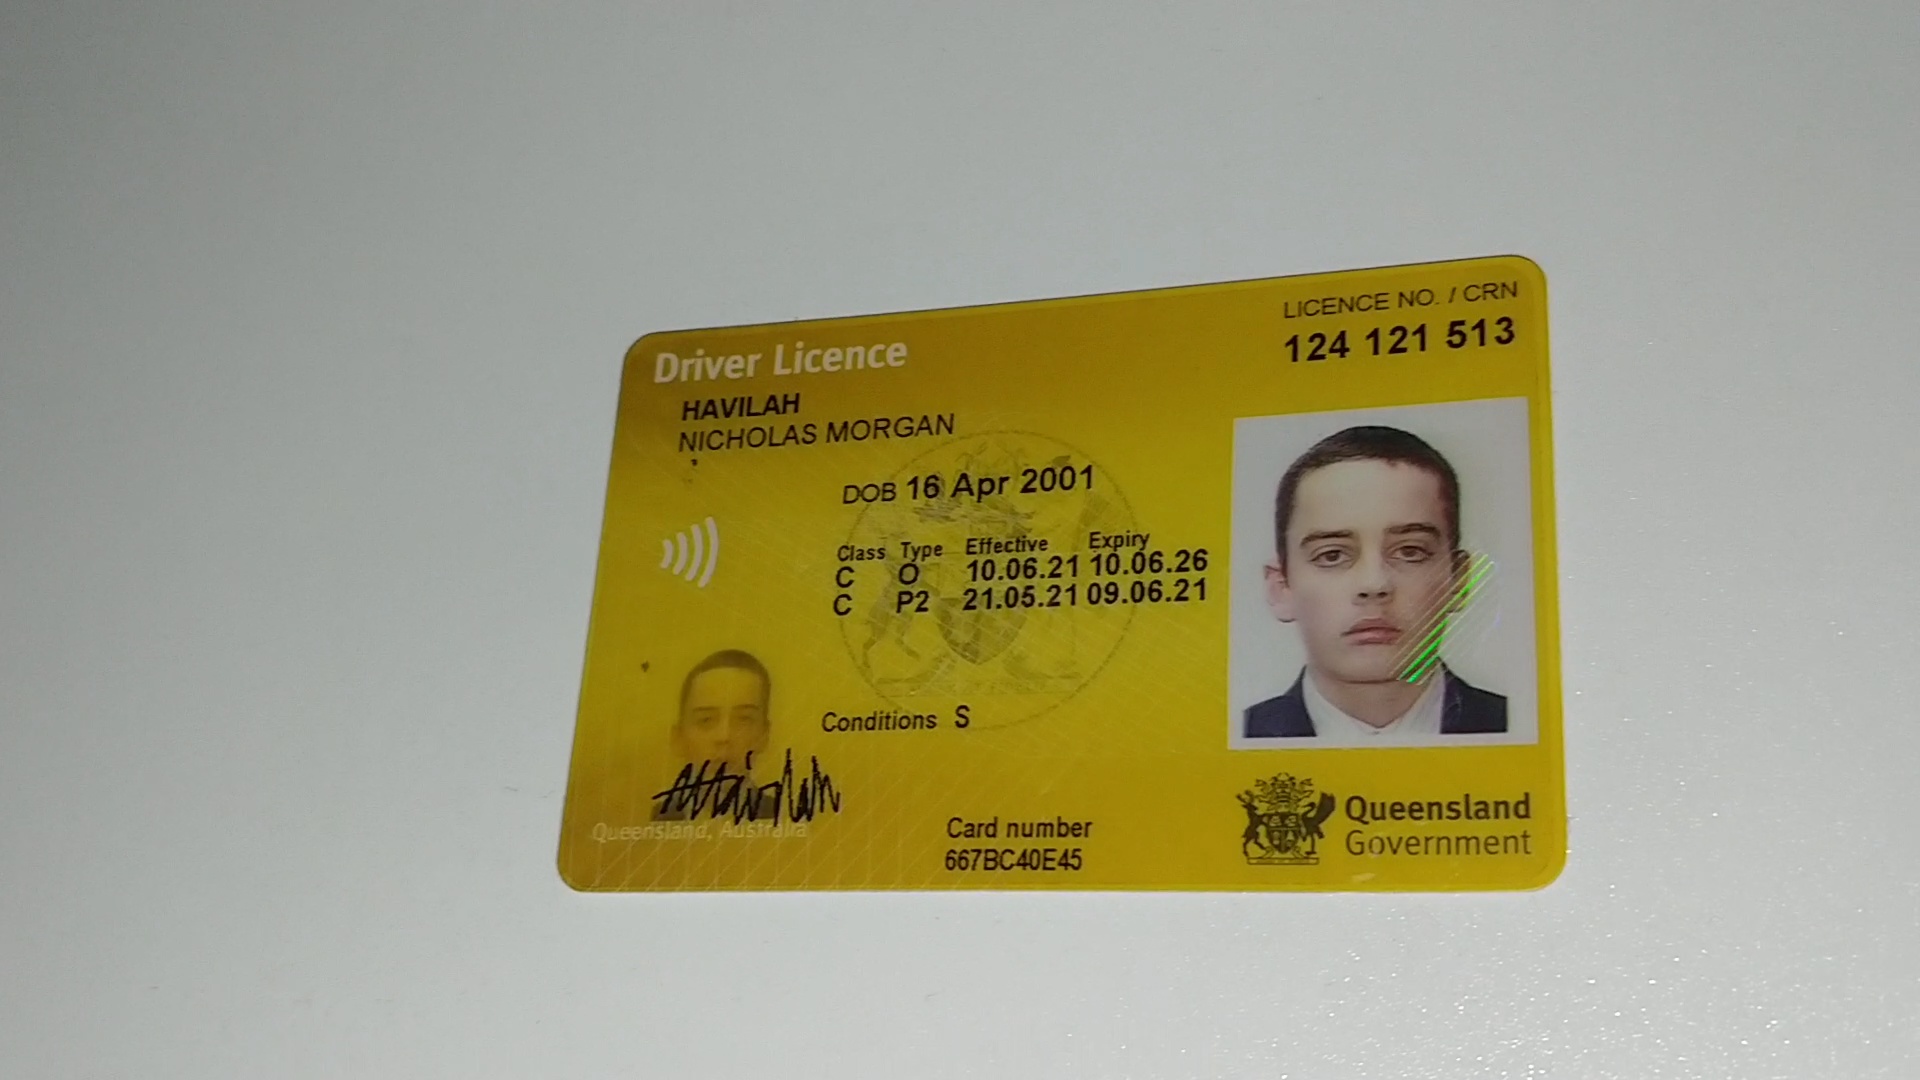 Driver Licence
LICENCE NO. / CRN
124 121 513
HAVILAH
NICHOLAS MORGAN
DOB 16 Apr 2001
Class Type Effective Expiry
C O 10.06.21 10.06.26
C P2 21.05.21 09.06.21
Conditions S
Queensland, Australia
Card number
667BC40E45
Queensland
Government